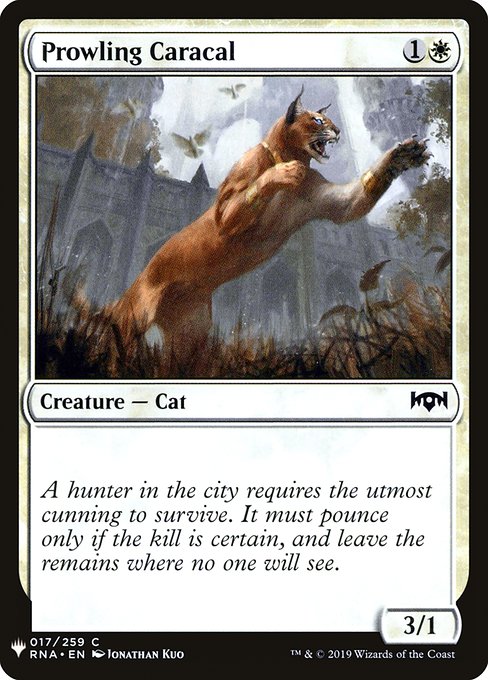 Prowling Caracal 1
Creature — Cat
A hunter in the city requires the utmost
cunning to survive. It must pounce
only if the kill is certain, and leave the
remains where no one will see.
3/1
017/259 C
RNA • EN Jonathan Kuo
™ & © 2019 Wizards of the Coast